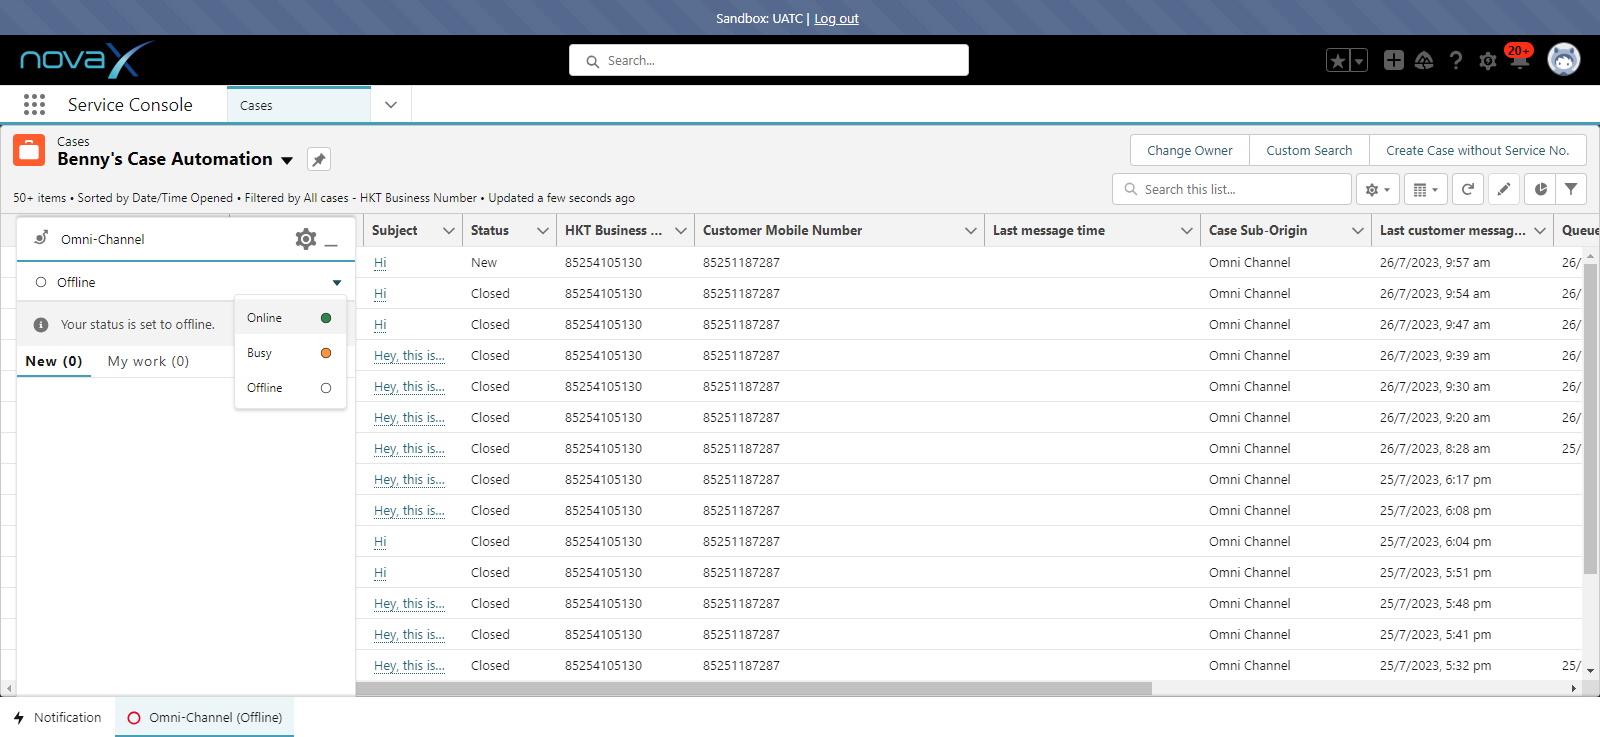 Sandbox: UATC | Log out
novax
Search...
20+
Service Console
Cases
Cases
Benny's Case Automation
Change Owner
Custom Search
Create Case without Service No.
50+ items • Sorted by Date/Time Opened • Filtered by All cases - HKT Business Number • Updated a few seconds ago
Search this list...
Omni-Channel
Offline
Online
Busy
Offline
Your status is set to offline.
New (0) My work (0)
Subject Status HKT Business ... Customer Mobile Number Last message time Case Sub-Origin Last customer messag... Queue
Hi New 85254105130 85251187287 Omni Channel 26/7/2023, 9:57 am 26/
Hi Closed 85254105130 85251187287 Omni Channel 26/7/2023, 9:54 am 26/
Hi Closed 85254105130 85251187287 Omni Channel 26/7/2023, 9:47 am 26/
Hey, this is... Closed 85254105130 85251187287 Omni Channel 26/7/2023, 9:39 am 26/
Hey, this is... Closed 85254105130 85251187287 Omni Channel 26/7/2023, 9:30 am 26/
Hey, this is... Closed 85254105130 85251187287 Omni Channel 26/7/2023, 9:20 am 26/
Hey, this is... Closed 85254105130 85251187287 Omni Channel 26/7/2023, 8:28 am 25/
Hey, this is... Closed 85254105130 85251187287 Omni Channel 25/7/2023, 6:17 pm
Hey, this is... Closed 85254105130 85251187287 Omni Channel 25/7/2023, 6:08 pm
Hi Closed 85254105130 85251187287 Omni Channel 25/7/2023, 6:04 pm
Hi Closed 85254105130 85251187287 Omni Channel 25/7/2023, 5:51 pm
Hey, this is... Closed 85254105130 85251187287 Omni Channel 25/7/2023, 5:48 pm
Hey, this is... Closed 85254105130 85251187287 Omni Channel 25/7/2023, 5:41 pm
Hey, this is... Closed 85254105130 85251187287 Omni Channel 25/7/2023, 5:32 pm 25/
Notification
Omni-Channel (Offline)